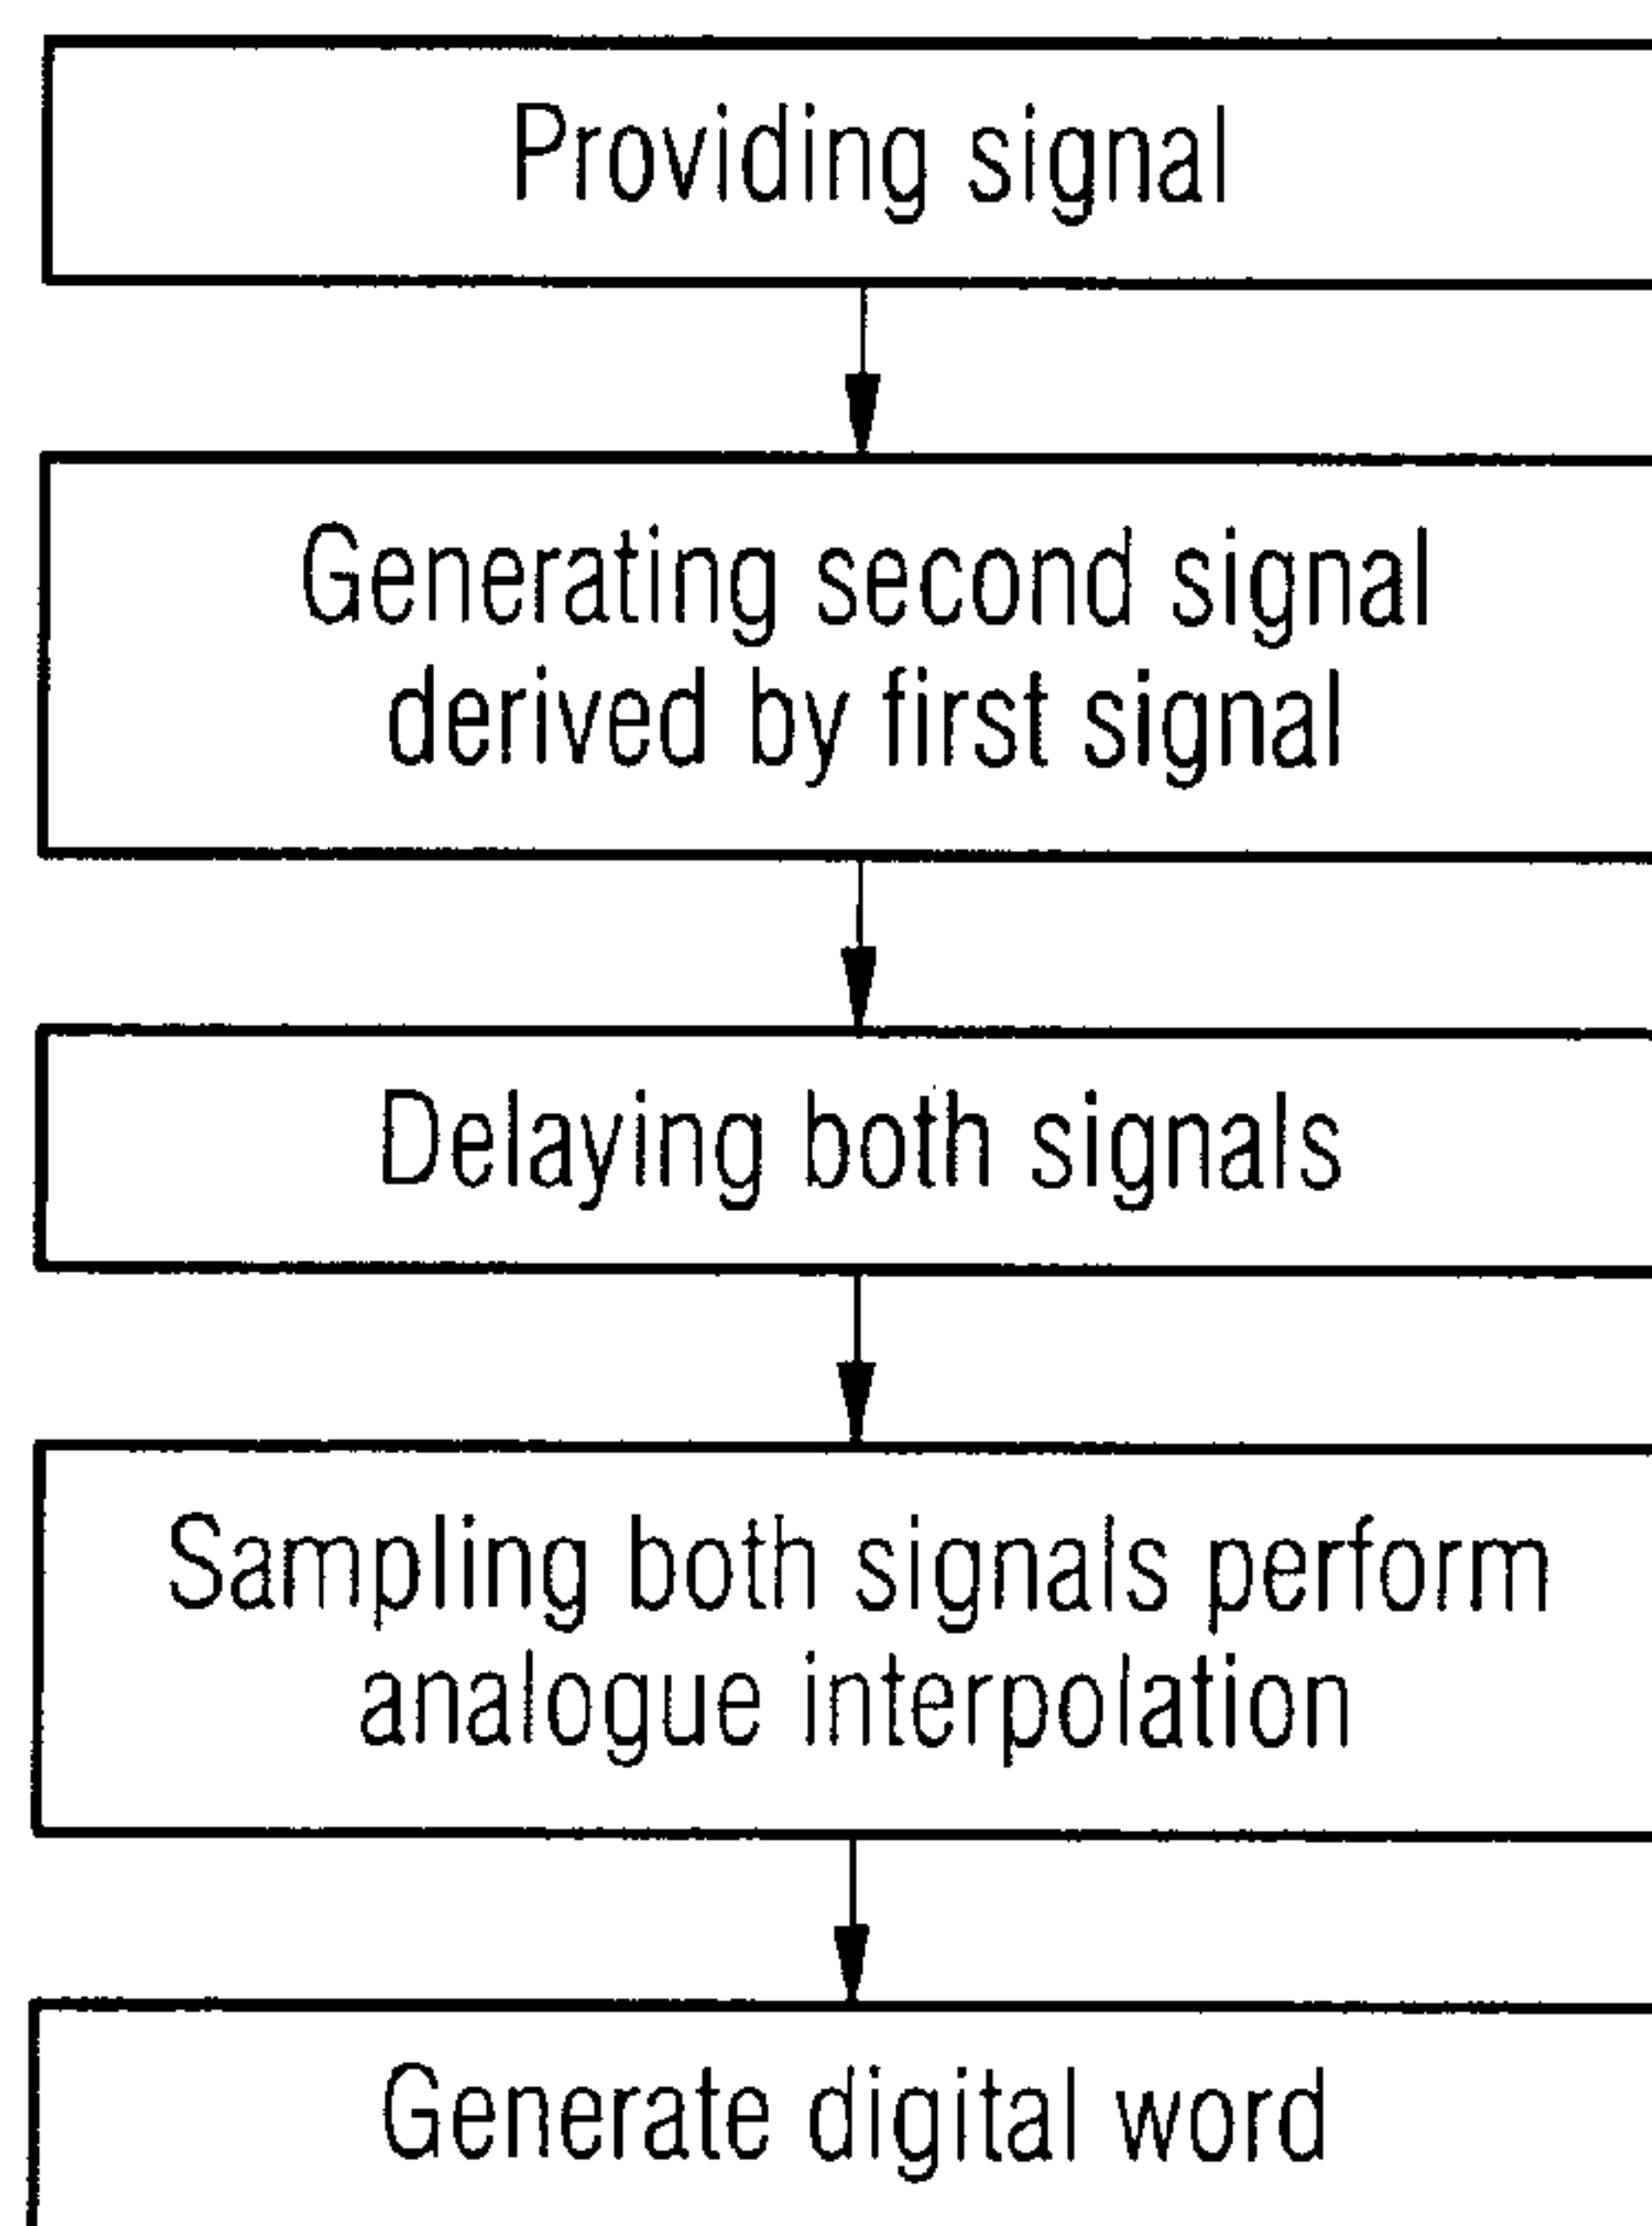 Providing signal
Generating second signal
derived by first signal
Delaying both signals
Sampling both signals perform
analogue interpolation
Generate digital word